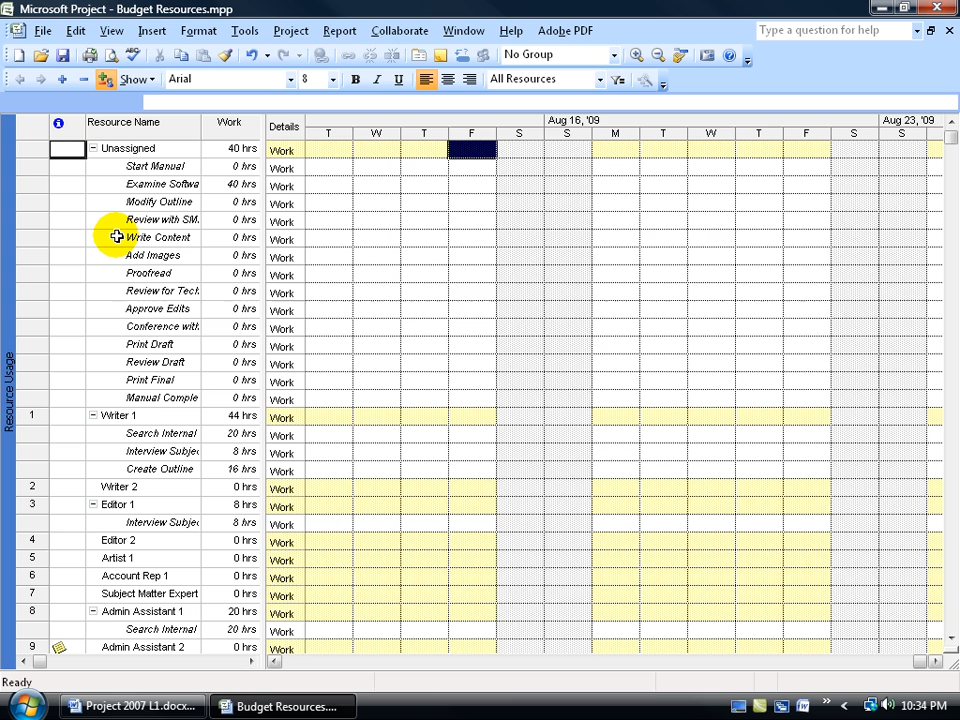 Microsoft Project - Budget Resources.mpp
File Edit View Insert Format Tools Project Report Collaborate Window Help Adobe PDF Type a question for help
No Group
Show Arial 8 B I U All Resources
Resource Name Work Details Aug 16, '09 Aug 23, '09
T W T F S S M T W T F S S M
Unassigned 40 hrs Work
Start Manual 0 hrs Work
Examine Softwa 40 hrs Work
Modify Outline 0 hrs Work
Review with SM. 0 hrs Work
Write Content 0 hrs Work
Add Images 0 hrs Work
Proofread 0 hrs Work
Review for Tech 0 hrs Work
Approve Edits 0 hrs Work
Conference with 0 hrs Work
Print Draft 0 hrs Work
Review Draft 0 hrs Work
Print Final 0 hrs Work
Manual Comple 0 hrs Work
1 Writer 1 44 hrs Work
Search Internal 20 hrs Work
Interview Subjec 8 hrs Work
Create Outline 16 hrs Work
2 Writer 2 0 hrs Work
3 Editor 1 8 hrs Work
Interview Subjec 8 hrs Work
4 Editor 2 0 hrs Work
5 Artist 1 0 hrs Work
6 Account Rep 1 0 hrs Work
7 Subject Matter Expert 0 hrs Work
8 Admin Assistant 1 20 hrs Work
Search Internal 20 hrs Work
9 Admin Assistant 2 0 hrs Work
Resource Usage
Ready
Project 2007 L1.docx... Budget Resources.... 10:34 PM